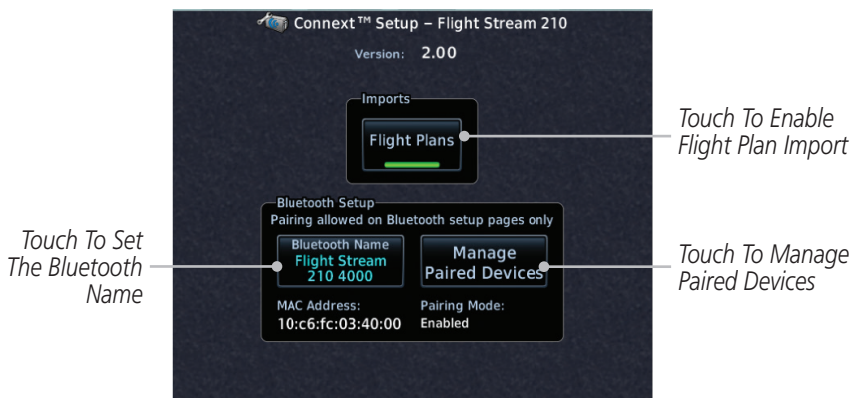 Connext™ Setup – Flight Stream 210
Version: 2.00
Imports
Flight Plans
Touch To Enable
Flight Plan Import
Bluetooth Setup
Pairing allowed on Bluetooth setup pages only
Touch To Set
The Bluetooth
Name
Bluetooth Name
Flight Stream
210 4000
Manage
Paired Devices
Touch To Manage
Paired Devices
MAC Address:
10:c6:fc:03:40:00
Pairing Mode:
Enabled